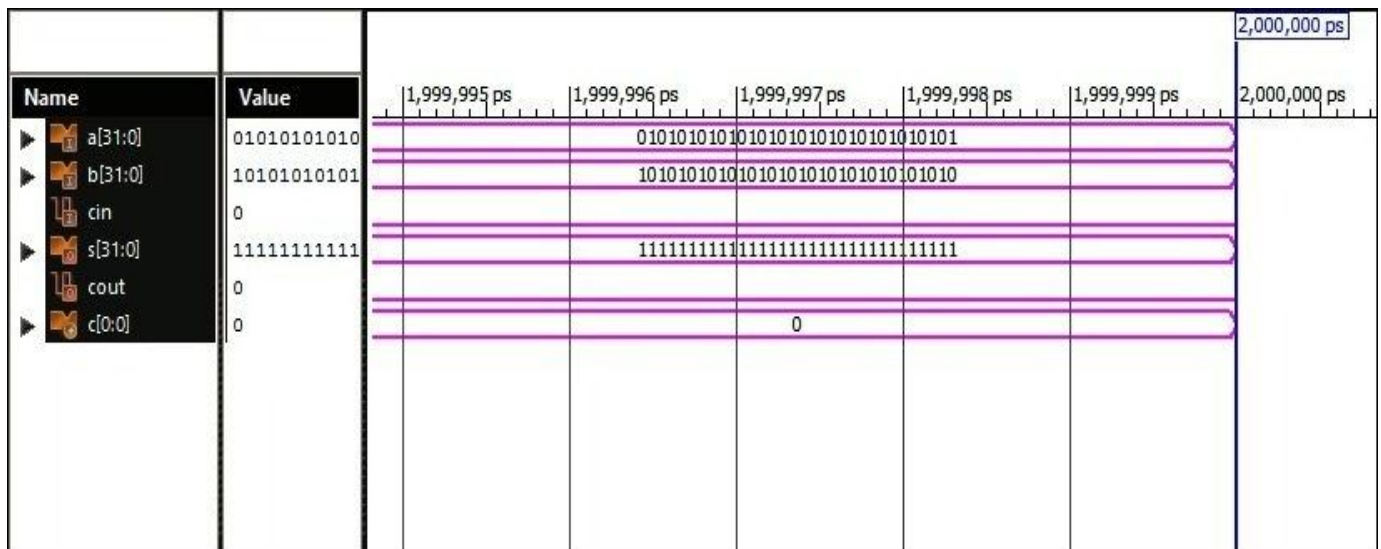 2,000,000 ps
Name Value 1,999,995 ps 1,999,996 ps 1,999,997 ps 1,999,998 ps 1,999,999 ps 2,000,000 ps
a[31:0] 01010101010 01010101010101010101010101010101
b[31:0] 10101010101 10101010101010101010101010101010
cin 0
s[31:0] 11111111111 11111111111111111111111111111111
cout 0
c[0:0] 0 0